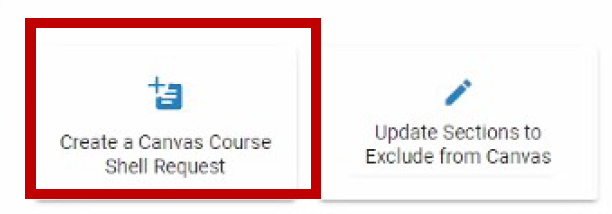 Create a Canvas Course
Shell Request
Update Sections to
Exclude from Canvas